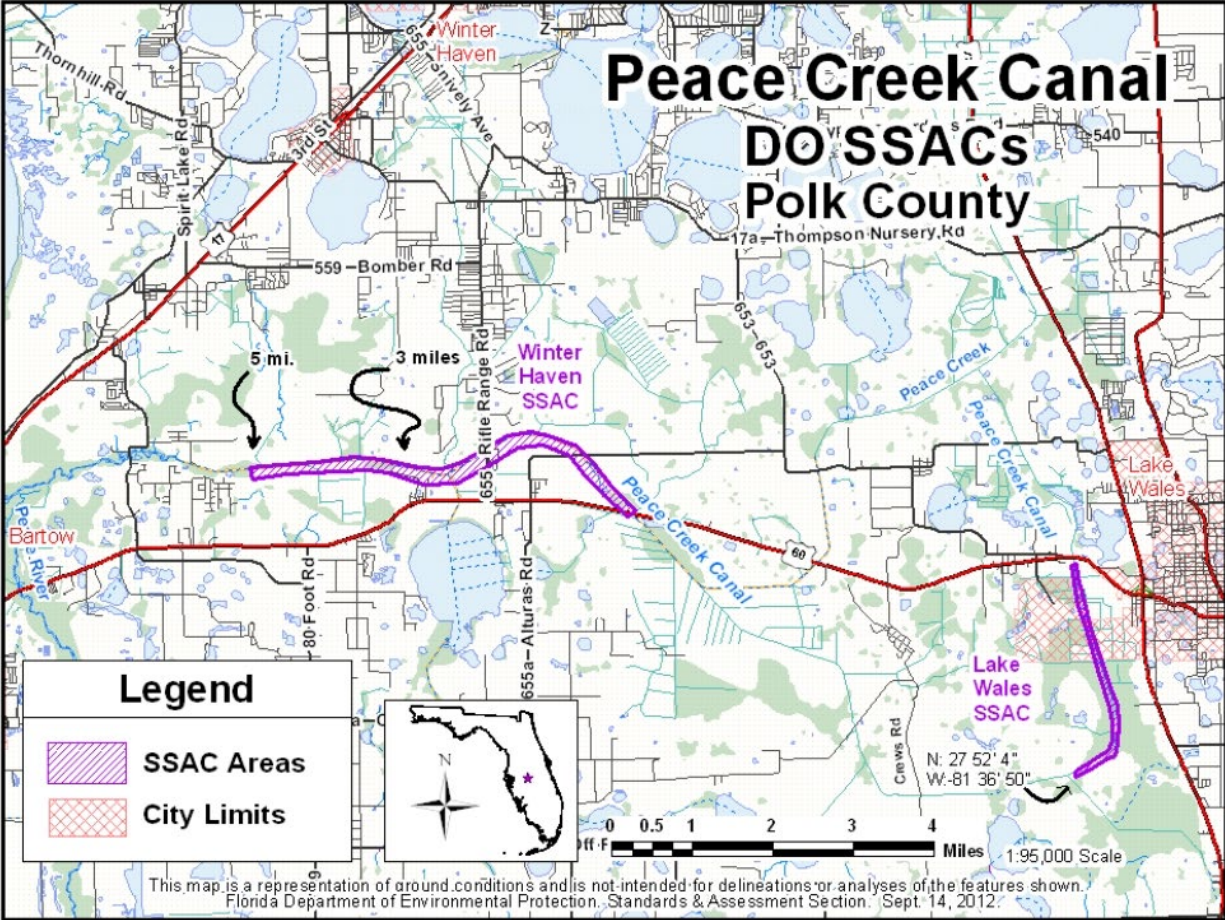 Peace Creek Canal
DO SSACs
Polk County
Winter
Haven
655
Snively Ave
Thornhill Rd
Spirit Lake Rd
3rd St
17
540
17a
Thompson Nursery Rd
559
Bomber Rd
653
653
5 mi.
3 miles
655
Rifle Range Rd
Winter
Haven
SSAC
Peace Creek
Peace Creek Canal
Lake
Wales
Peace Creek Canal
60
Bartow
River
80 Foot Rd
655a
Alturas Rd
Lake
Wales
SSAC
Crews Rd
N: 27 52' 4"
W:-81 36' 50"
Legend
SSAC Areas
City Limits
N
0 0.5 1 2 3 4
Miles
1:95,000 Scale
This map is a representation of ground conditions and is not intended for delineations or analyses of the features shown.
Florida Department of Environmental Protection. Standards & Assessment Section. Sept. 14, 2012.